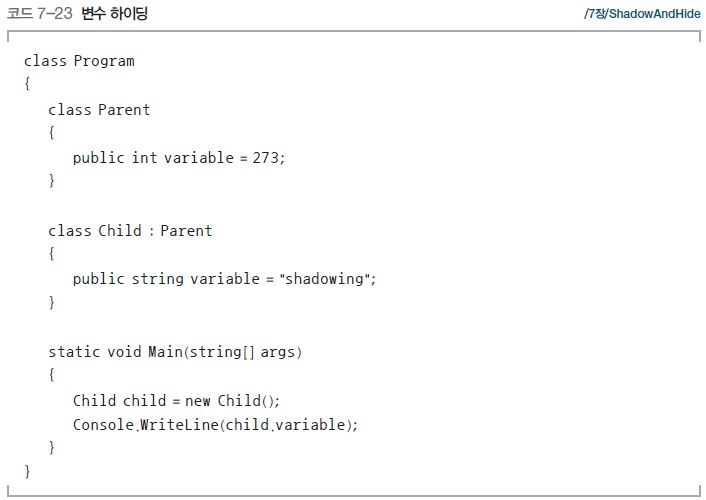 코드 7-23 변수 하이딩 /7장/ShadowAndHide
class Program
{
class Parent
{
public int variable = 273;
}
class Child : Parent
{
public string variable = "shadowing";
}
static void Main(string[] args)
{
Child child = new Child();
Console.WriteLine(child.variable);
}
}